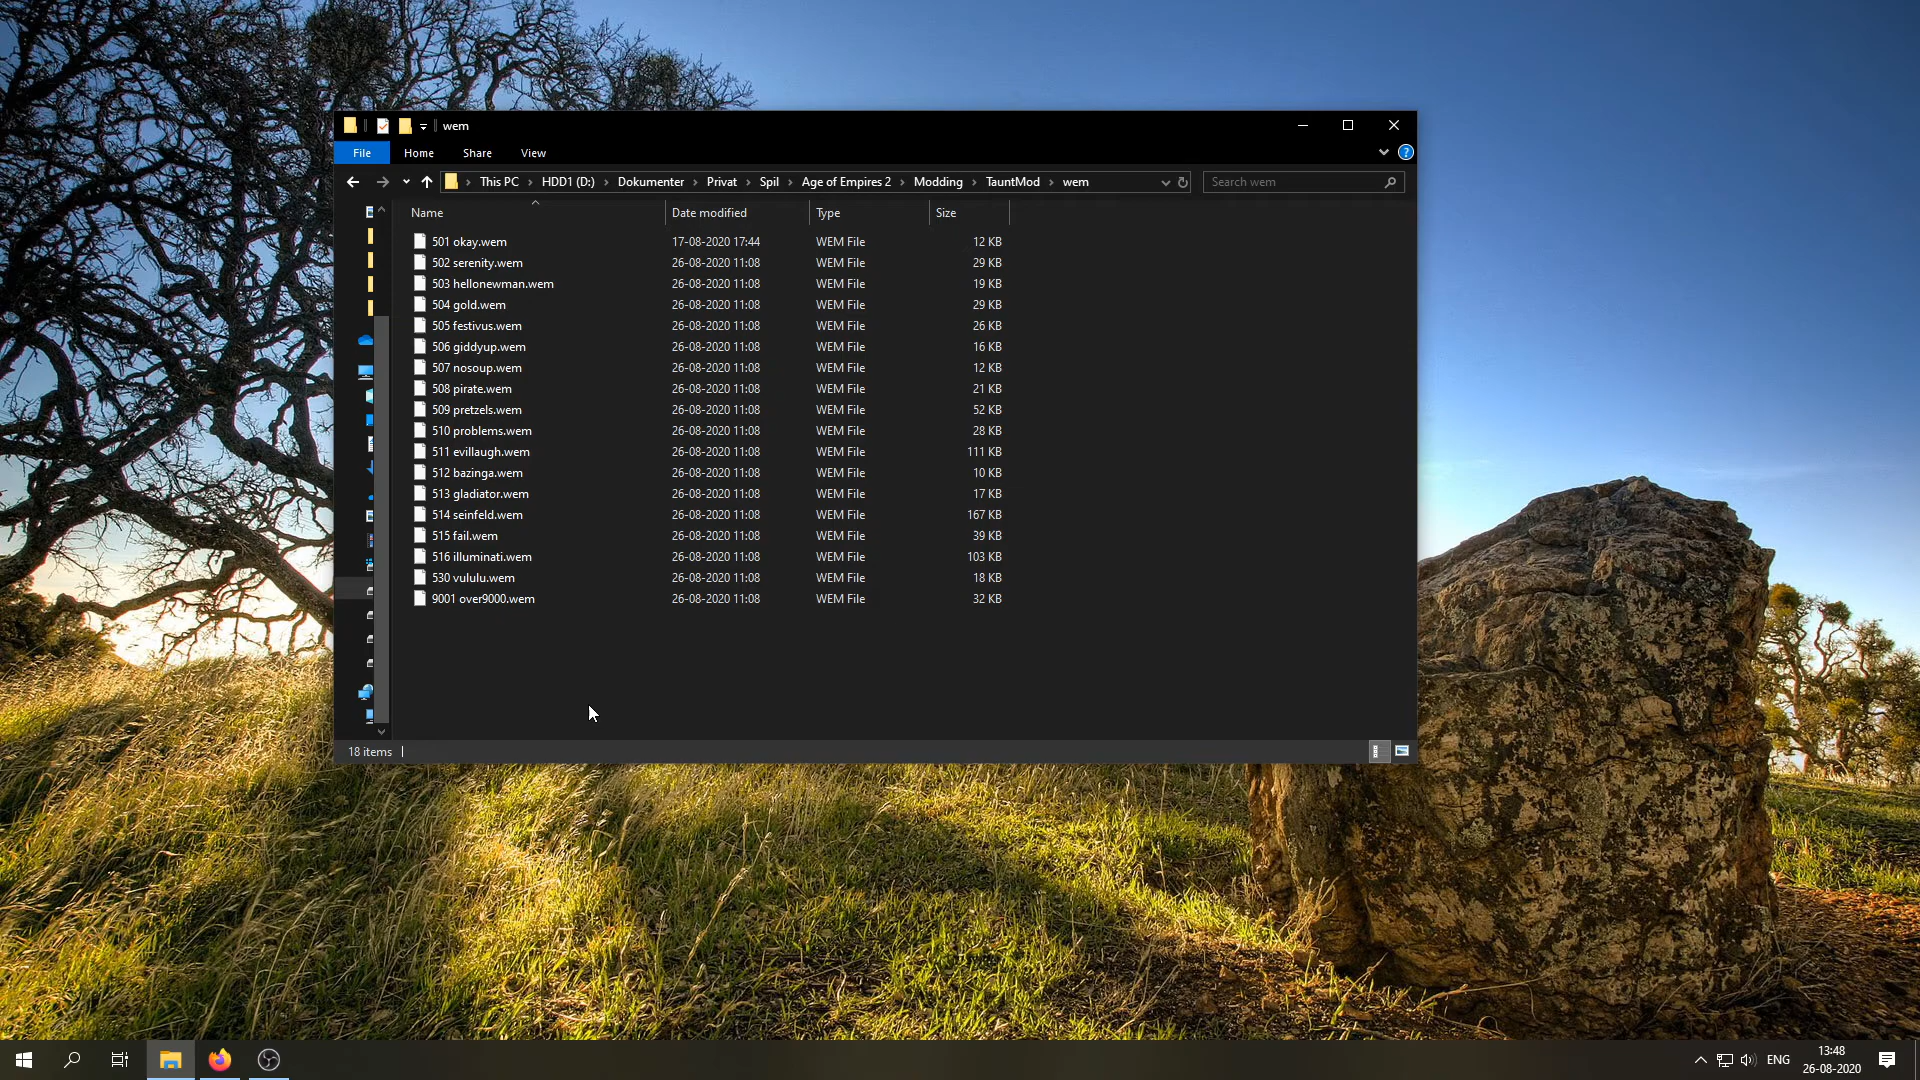 wem
File Home Share View
This PC HDD1 (D:) Dokumenter Privat Spil Age of Empires 2 Modding TauntMod wem Search wem
Name Date modified Type Size
501 okay.wem 17-08-2020 17:44 WEM File 12 KB
502 serenity.wem 26-08-2020 11:08 WEM File 29 KB
503 hellonewman.wem 26-08-2020 11:08 WEM File 19 KB
504 gold.wem 26-08-2020 11:08 WEM File 29 KB
505 festivus.wem 26-08-2020 11:08 WEM File 26 KB
506 giddyup.wem 26-08-2020 11:08 WEM File 16 KB
507 nosoup.wem 26-08-2020 11:08 WEM File 12 KB
508 pirate.wem 26-08-2020 11:08 WEM File 21 KB
509 pretzels.wem 26-08-2020 11:08 WEM File 52 KB
510 problems.wem 26-08-2020 11:08 WEM File 28 KB
511 evillaugh.wem 26-08-2020 11:08 WEM File 111 KB
512 bazinga.wem 26-08-2020 11:08 WEM File 10 KB
513 gladiator.wem 26-08-2020 11:08 WEM File 17 KB
514 seinfeld.wem 26-08-2020 11:08 WEM File 167 KB
515 fail.wem 26-08-2020 11:08 WEM File 39 KB
516 illuminati.wem 26-08-2020 11:08 WEM File 103 KB
530 vululu.wem 26-08-2020 11:08 WEM File 18 KB
9001 over9000.wem 26-08-2020 11:08 WEM File 32 KB
18 items
ENG
13:48
26-08-2020